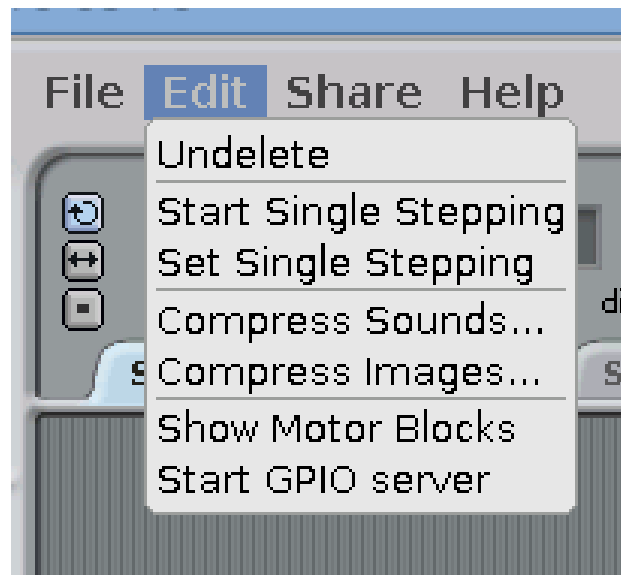 File Edit Share Help
Undelete
Start Single Stepping
Set Single Stepping
Compress Sounds...
Compress Images...
Show Motor Blocks
Start GPIO server